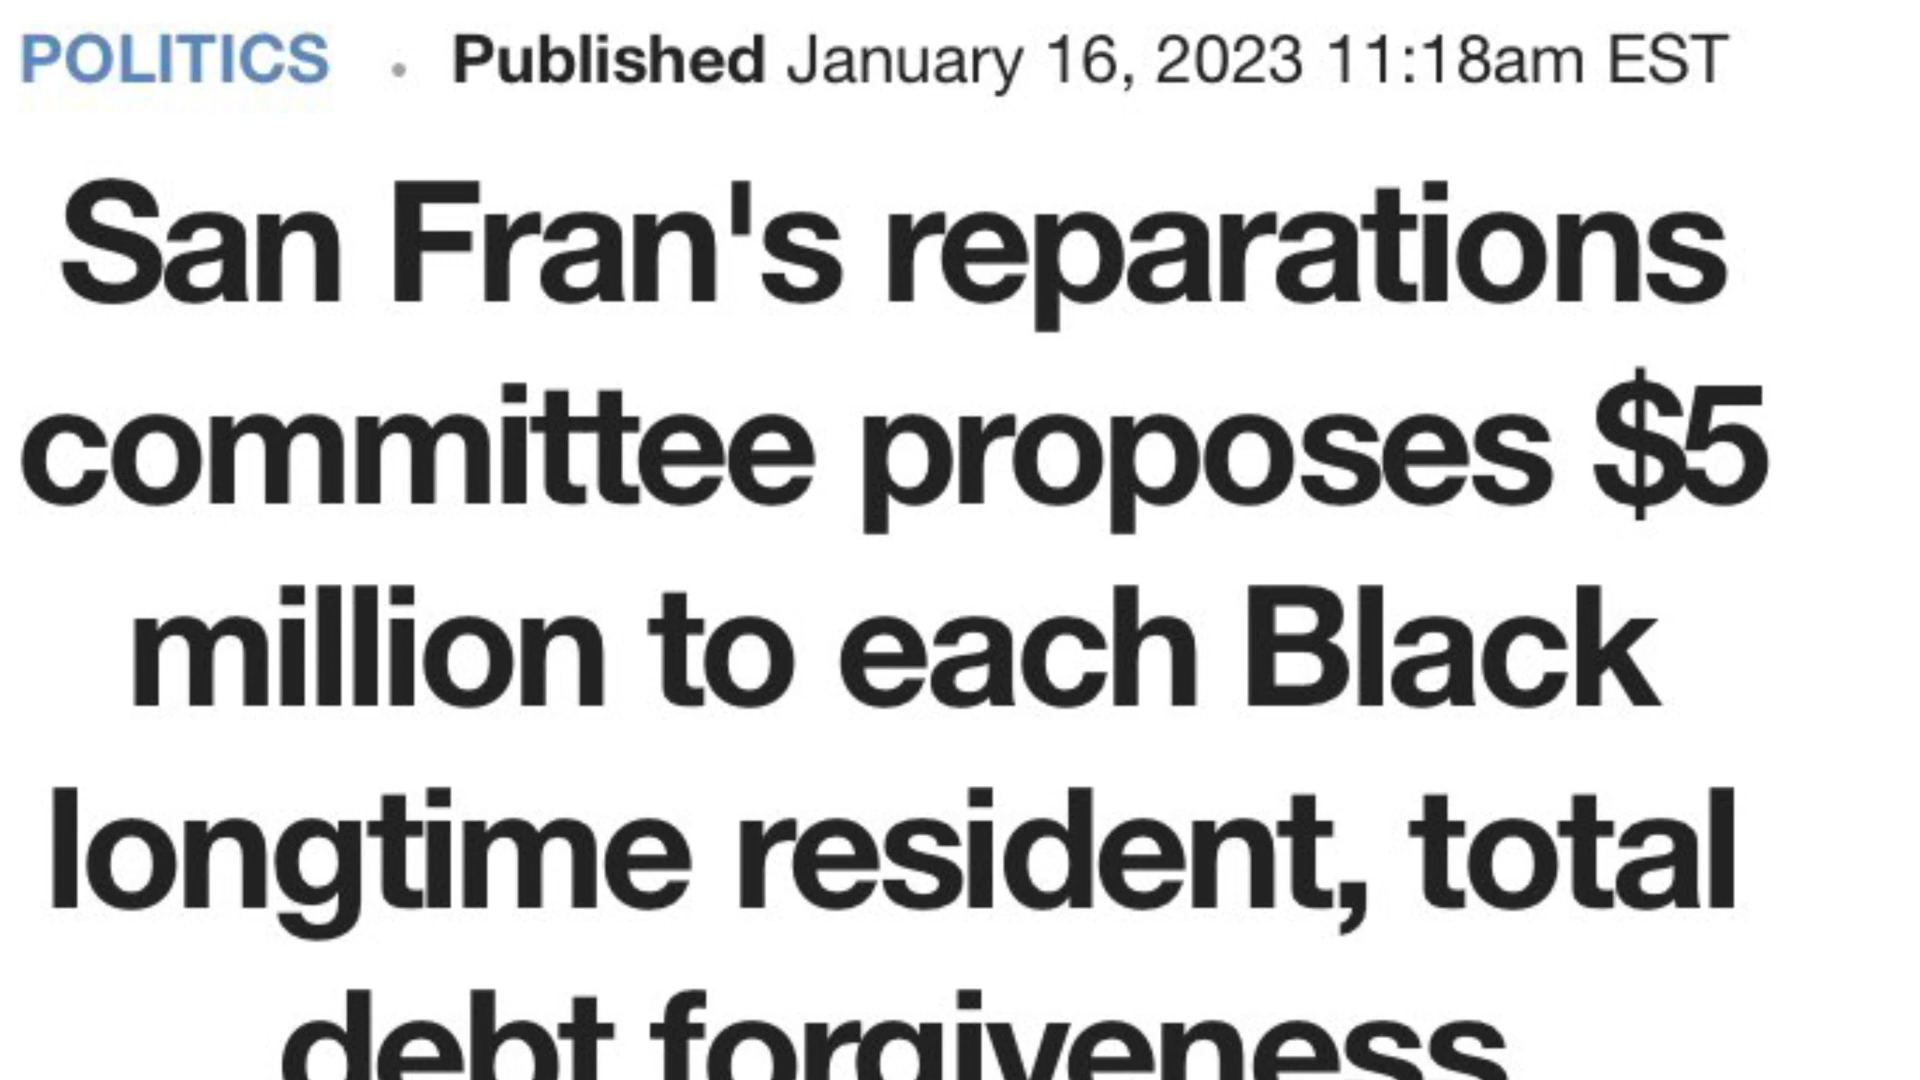 POLITICS · Published January 16, 2023 11:18am EST
San Fran's reparations
committee proposes $5
million to each Black
longtime resident, total
debt forgiveness